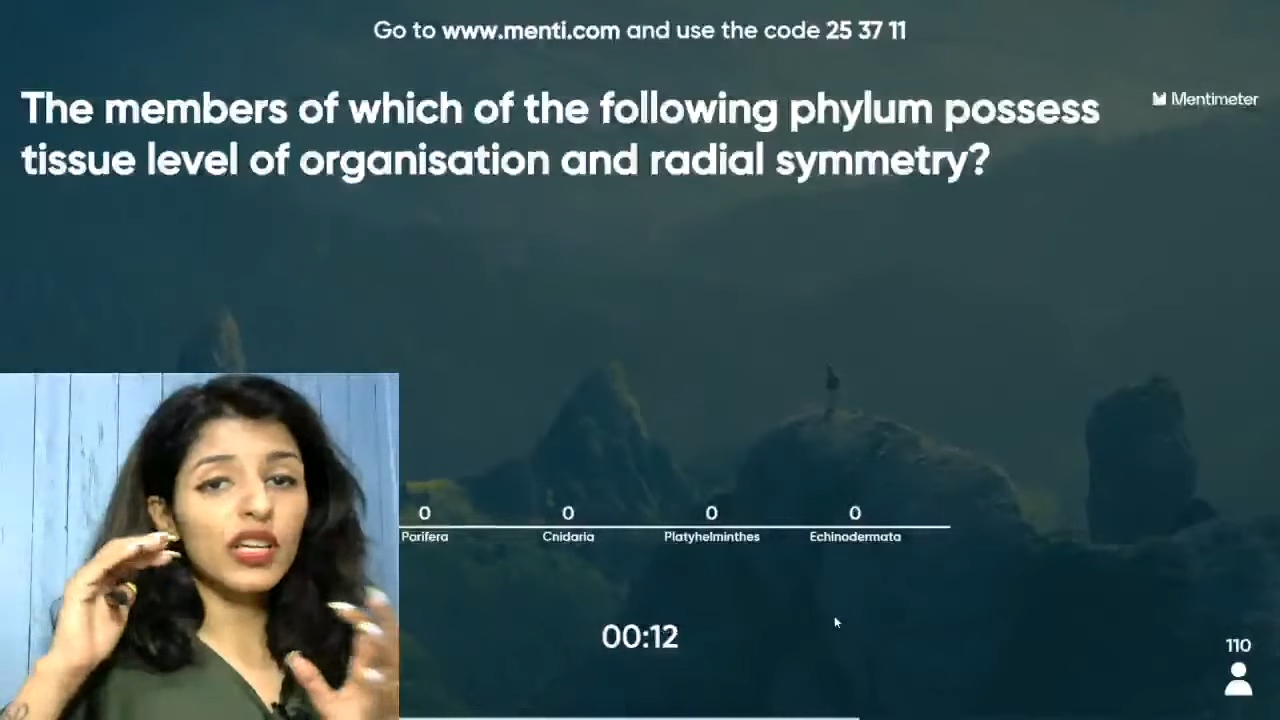 Go to www.menti.com and use the code 25 37 11
The members of which of the following phylum possess
tissue level of organisation and radial symmetry?
Mentimeter
0 0 0 0
Porifera Cnidaria Platyhelminthes Echinodermata
00:12
110